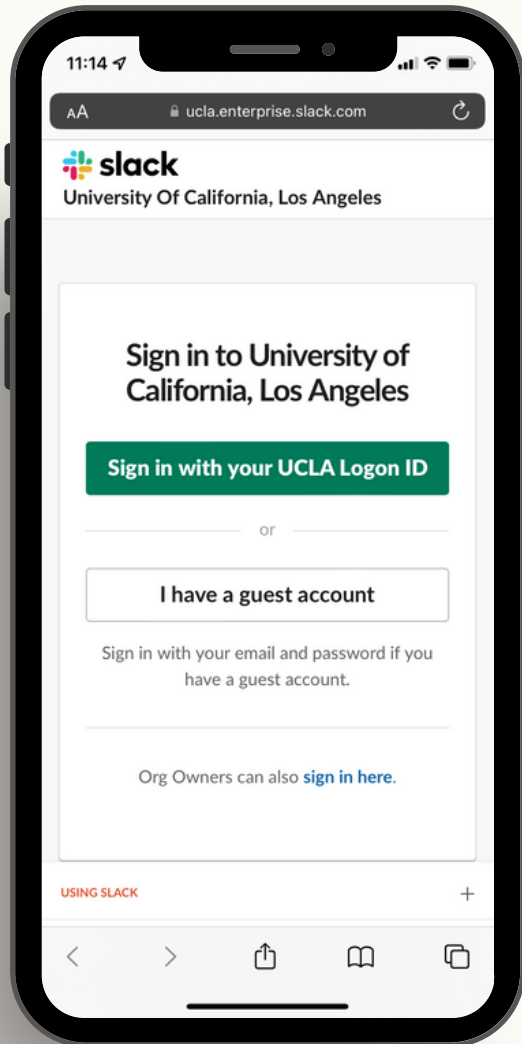 11:14
AA ucla.enterprise.slack.com
slack
University Of California, Los Angeles
Sign in to University of
California, Los Angeles
Sign in with your UCLA Logon ID
or
I have a guest account
Sign in with your email and password if you
have a guest account.
Org Owners can also sign in here.
USING SLACK +